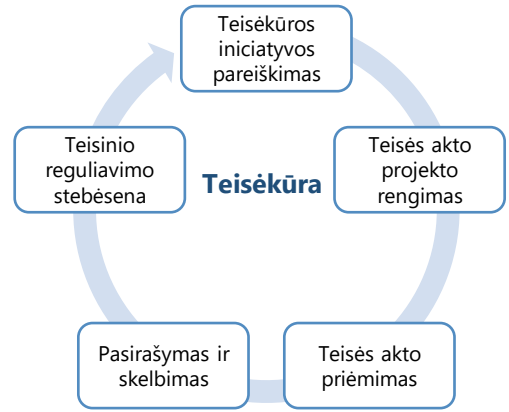 Teisėkūros
iniciatyvos
pareiškimas
Teisės akto
projekto
rengimas
Teisės akto
priėmimas
Pasirašymas ir
skelbimas
Teisinio
reguliavimo
stebėsena
Teisėkūra